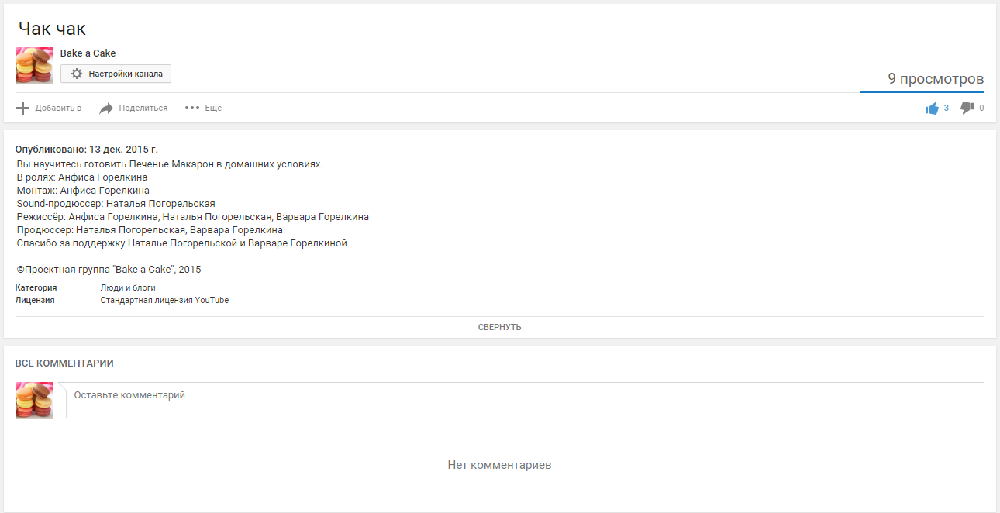 Чак чак
Bake a Cake
Настройки канала
9 просмотров
Добавить в Поделиться Ещё 3 0
Опубликовано: 13 дек. 2015 г.
Вы научитесь готовить Печенье Макарон в домашних условиях.
В ролях: Анфиса Горелкина
Монтаж: Анфиса Горелкина
Sound-продюссер: Наталья Погорельская
Режиссёр: Анфиса Горелкина, Наталья Погорельская, Варвара Горелкина
Продюссер: Наталья Погорельская, Варвара Горелкина
Спасибо за поддержку Наталье Погорельской и Варваре Горелкиной
©Проектная группа "Bake a Cake", 2015
Категория Люди и блоги
Лицензия Стандартная лицензия YouTube
СВЕРНУТЬ
ВСЕ КОММЕНТАРИИ
Оставьте комментарий
Нет комментариев